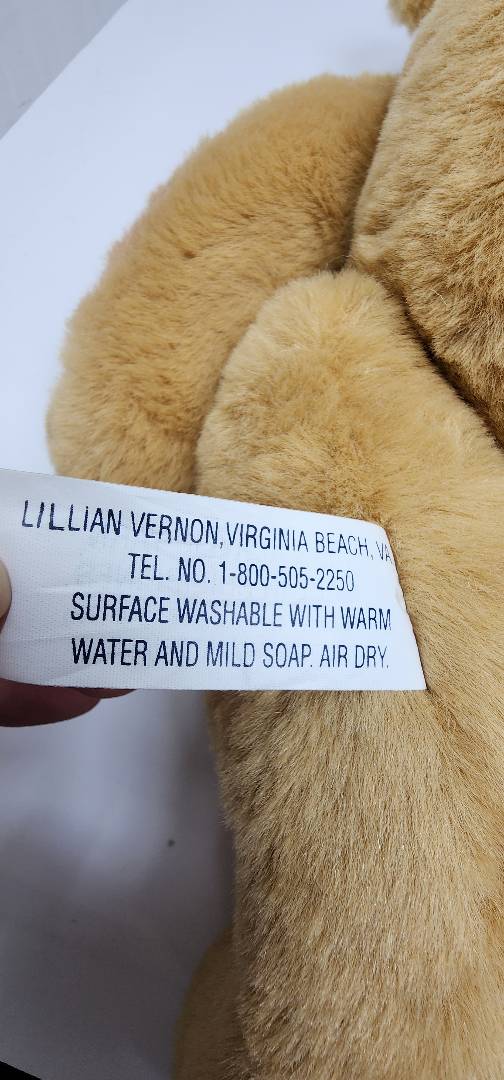 LILLIAN VERNON, VIRGINIA BEACH, VA
TEL. NO. 1-800-505-2250
SURFACE WASHABLE WITH WARM
WATER AND MILD SOAP. AIR DRY.